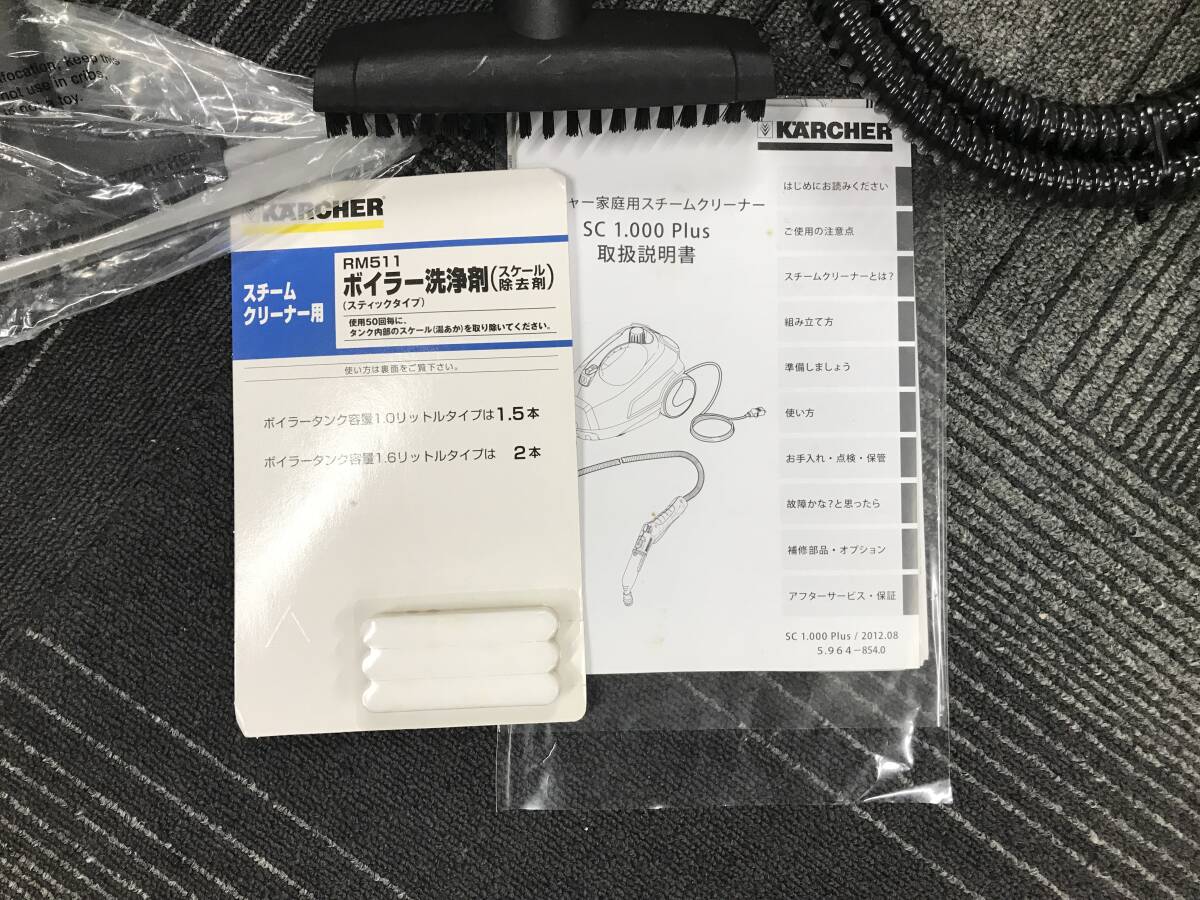 focation, keep this
not use in cribs,
no toy.
KÄRCHER
KÄRCHER
スチーム
クリーナー用
RM511
ボイラー洗浄剤(スケール除去剤)
(スティックタイプ)
使用50回毎に、
タンク内部のスケール(湯あか)を取り除いてください。
使い方は裏面をご覧下さい。
ボイラータンク容量1.0リットルタイプは1.5本
ボイラータンク容量1.6リットルタイプは 2本
KÄRCHER
ャー家庭用スチームクリーナー
SC 1.000 Plus
取扱説明書
はじめにお読みください
ご使用の注意点
スチームクリーナーとは?
組み立て方
準備しましょう
使い方
お手入れ・点検・保管
故障かな?と思ったら
補修部品・オプション
アフターサービス・保証
SC 1.000 Plus / 2012.08
5.964-854.0